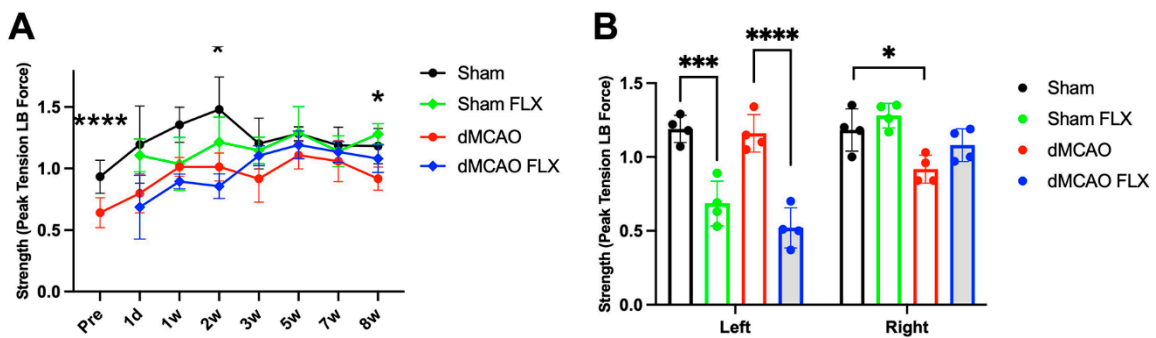 A
B
Strength (Peak Tension LB Force)
1.5
1.0
0.5
0.0
****
*
*
Pre
1d
1w
2w
3w
5w
7w
8w
Sham
Sham FLX
dMCAO
dMCAO FLX
Strength (Peak Tension LB Force)
1.5
1.0
0.5
0.0
***
****
*
Left
Right
Sham
Sham FLX
dMCAO
dMCAO FLX